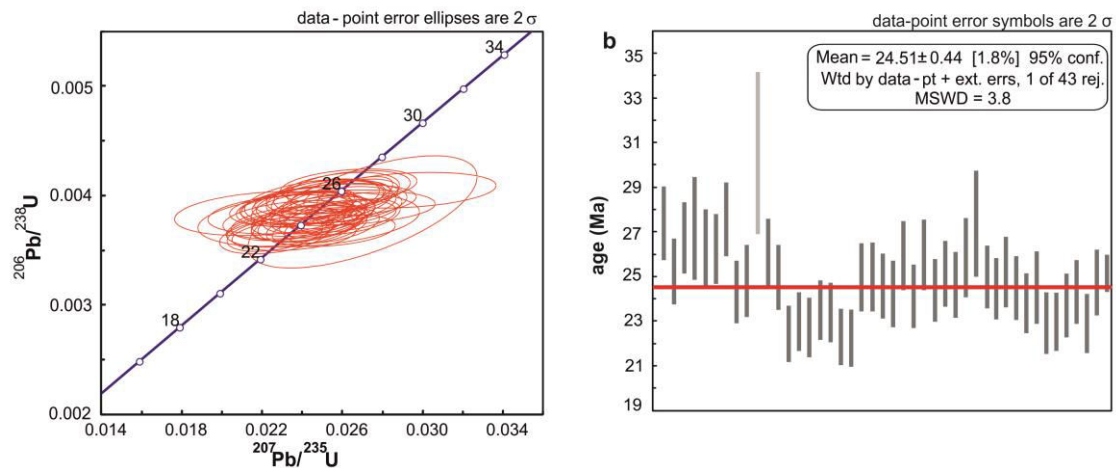 data - point error ellipses are 2 σ
34
0.005
30
26
0.004
22
0.003
18
0.002
0.014
0.018
0.022
0.026
0.030
0.034
206Pb/238U
207Pb/235U
data-point error symbols are 2 σ
b
Mean = 24.51± 0.44 [1.8%] 95% conf.
Wtd by data-pt + ext. errs, 1 of 43 rej.
MSWD = 3.8
35
33
31
29
27
25
23
21
19
age (Ma)